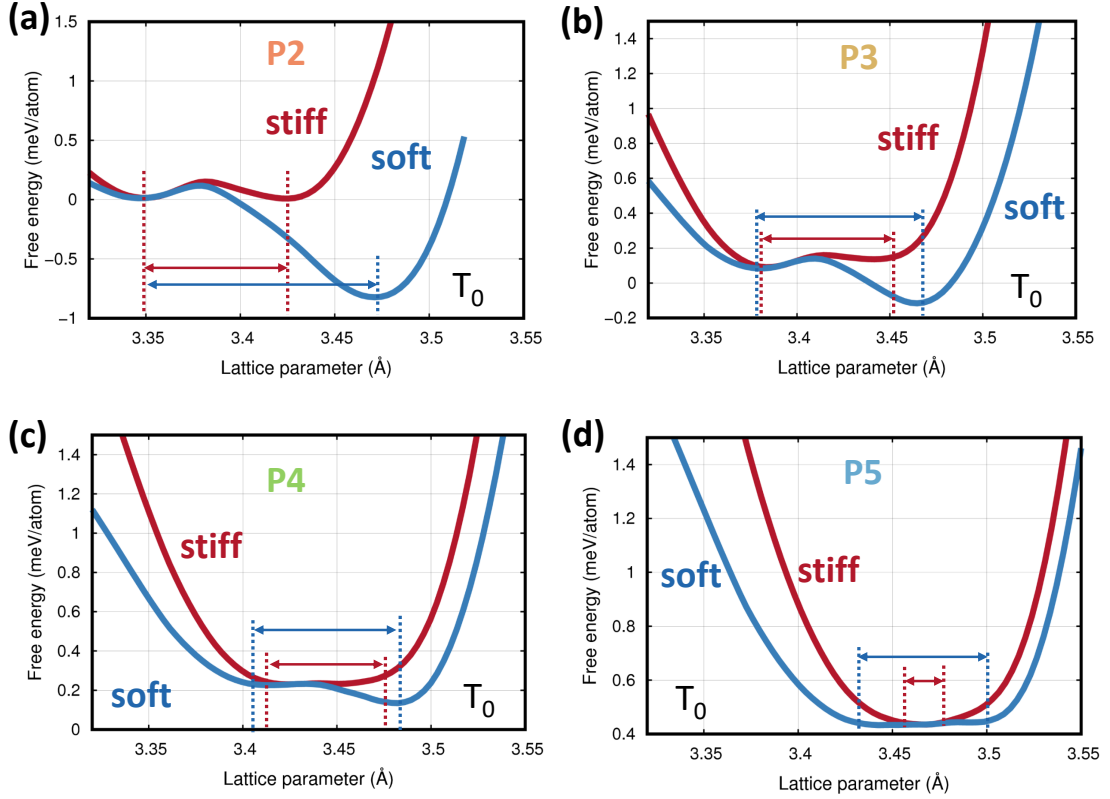 (a)
P2
stiff
soft
T0
1.5
1
0.5
0
−0.5
−1
3.35
3.4
3.45
3.5
3.55
Free energy (meV/atom)
Lattice parameter (Å)
(b)
P3
stiff
soft
T0
1.4
1.2
1
0.8
0.6
0.4
0.2
0
−0.2
3.35
3.4
3.45
3.5
3.55
Free energy (meV/atom)
Lattice parameter (Å)
(c)
P4
stiff
soft
T0
1.4
1.2
1
0.8
0.6
0.4
0.2
0
3.35
3.4
3.45
3.5
3.55
Free energy (meV/atom)
Lattice parameter (Å)
(d)
P5
soft
stiff
T0
1.4
1.2
1
0.8
0.6
0.4
3.35
3.4
3.45
3.5
3.55
Free energy (meV/atom)
Lattice parameter (Å)